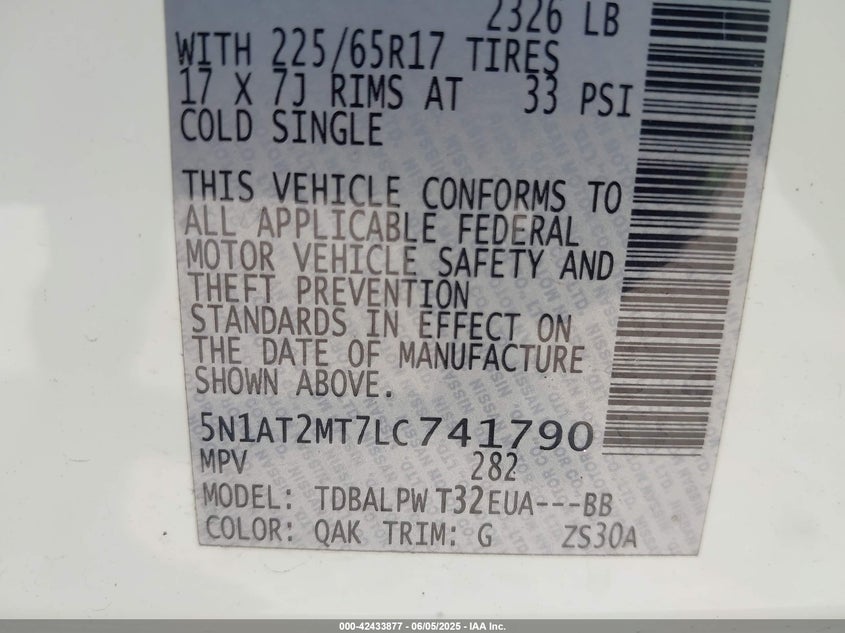 2326 LB
WITH 225/65R17 TIRES
17 X 7J RIMS AT 33 PSI
COLD SINGLE
THIS VEHICLE CONFORMS TO
ALL APPLICABLE FEDERAL
MOTOR VEHICLE SAFETY AND
THEFT PREVENTION
STANDARDS IN EFFECT ON
THE DATE OF MANUFACTURE
SHOWN ABOVE.
5N1AT2MT7LC741790
MPV 282
MODEL: TDBALPW T32EUA---BB
COLOR: QAK TRIM: G ZS30A
000-42433877 - 06/05/2025 - IAA Inc.